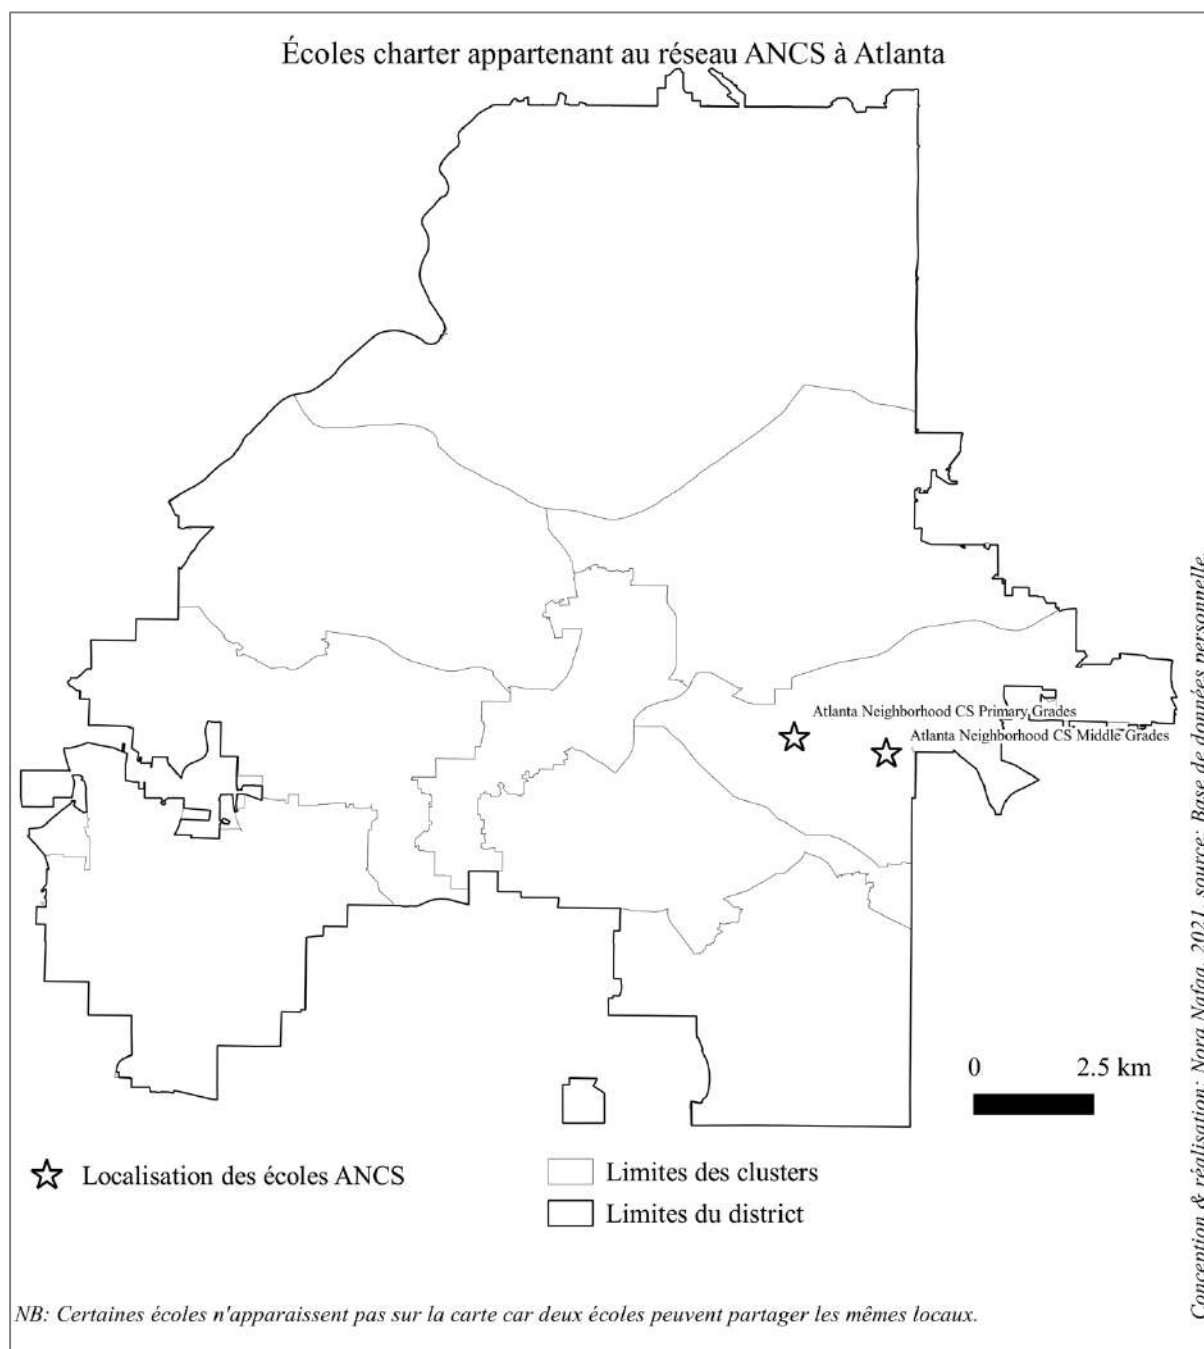 Écoles charter appartenant au réseau ANCS à Atlanta
Atlanta Neighborhood CS Primary Grades
Atlanta Neighborhood CS Middle Grades
0 2.5 km
Localisation des écoles ANCS
Limites des clusters
Limites du district
NB: Certaines écoles n'apparaissent pas sur la carte car deux écoles peuvent partager les mêmes locaux.
Conception & réalisation: Nora Nafaa, 2021, source: Base de données personnelle.